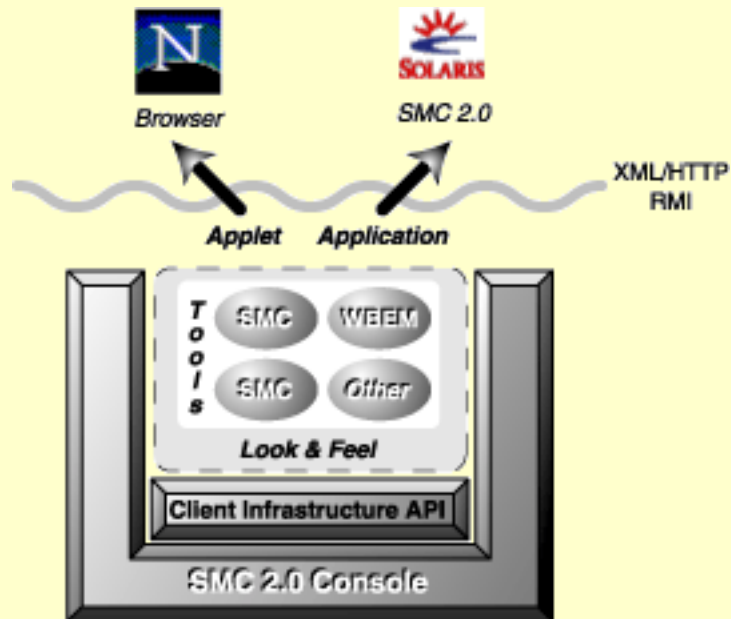 N
SOLARIS
Browser
SMC 2.0
XML/HTTP
RMI
Applet
Application
Tools
SMC
WBEM
SMC
Other
Look & Feel
Client Infrastructure API
SMC 2.0 Console